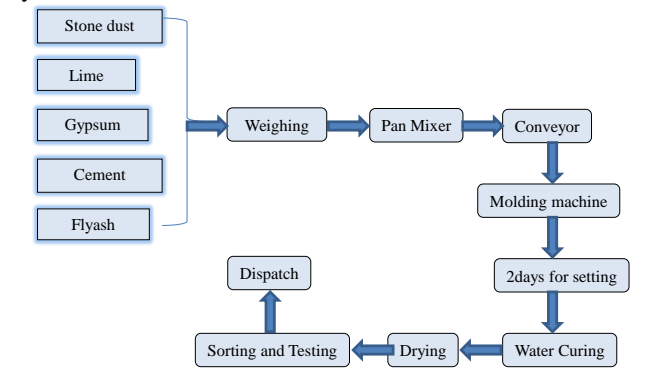 Stone dust
Lime
Gypsum
Cement
Flyash
Weighing
Pan Mixer
Conveyor
Molding machine
2days for setting
Water Curing
Drying
Sorting and Testing
Dispatch